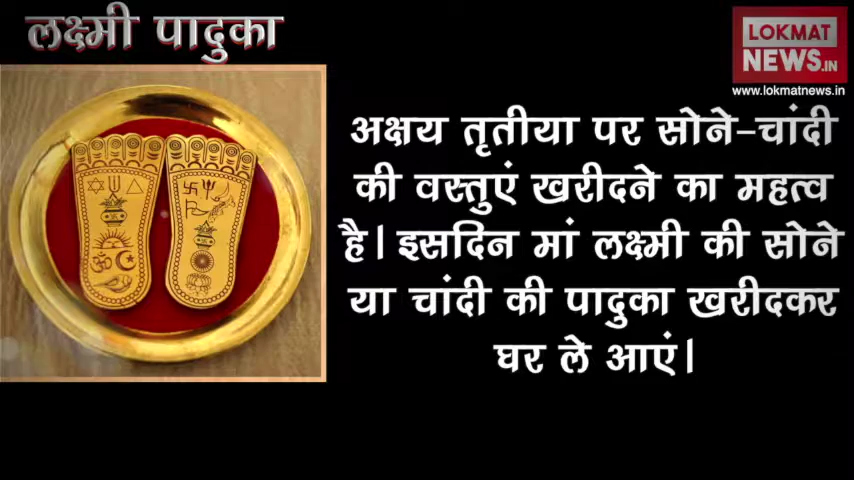 लक्ष्मी पादुका
LOKMAT
NEWS.IN
www.lokmatnews.in
अक्षय तृतीया पर सोने-चांदी
की वस्तुएं खरीदने का महत्व
है। इसदिन मां लक्ष्मी की सोने
या चांदी की पादुका खरीदकर
घर ले आएं।